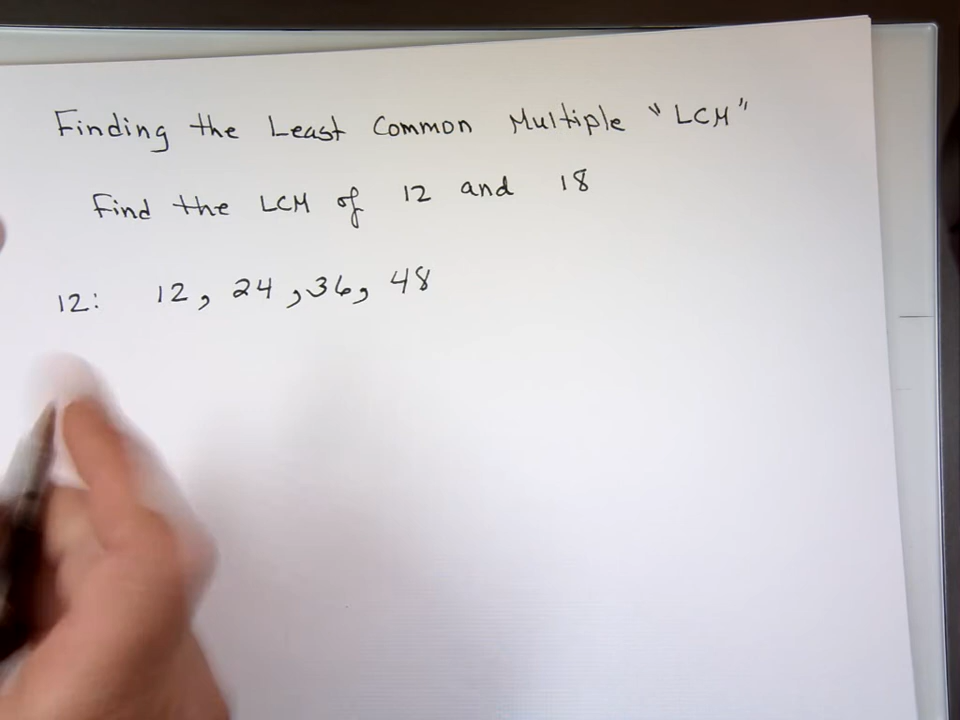 Finding the Least Common Multiple "LCM"
Find the LCM of 12 and 18
12: 12, 24, 36, 48